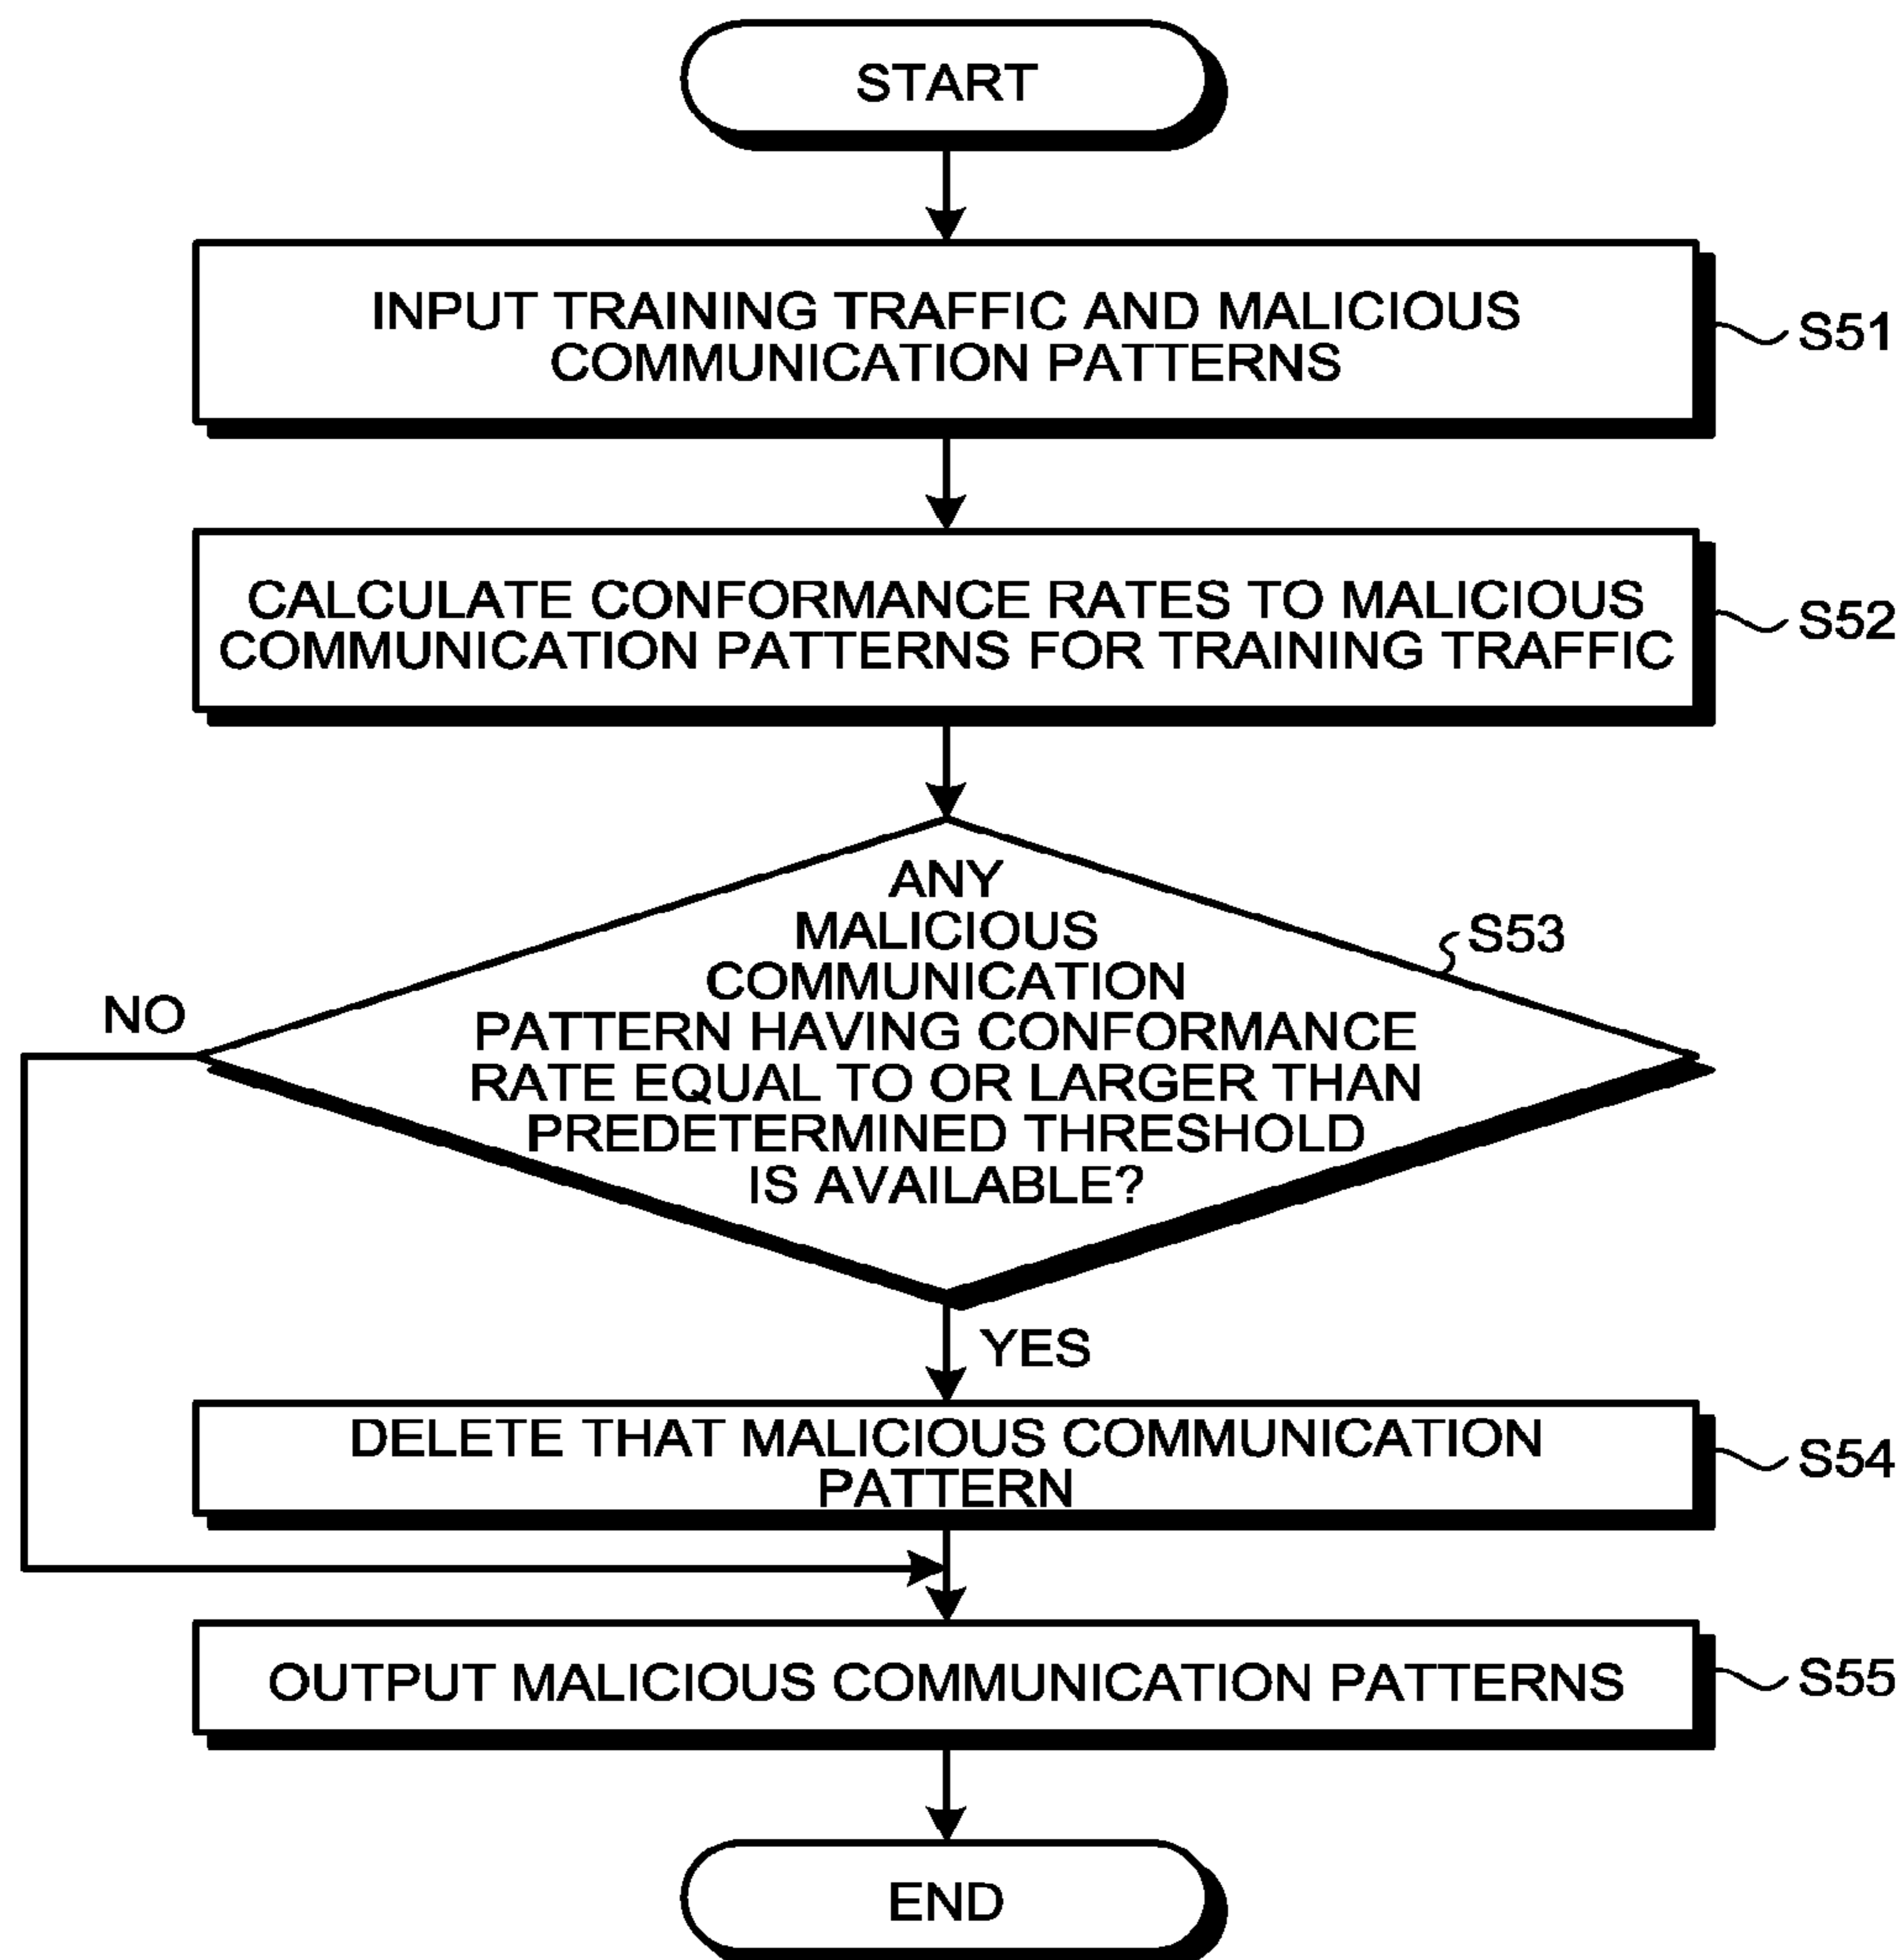 START
INPUT TRAINING TRAFFIC AND MALICIOUS
COMMUNICATION PATTERNS
S51
CALCULATE CONFORMANCE RATES TO MALICIOUS
COMMUNICATION PATTERNS FOR TRAINING TRAFFIC
S52
ANY
MALICIOUS
COMMUNICATION
PATTERN HAVING CONFORMANCE
RATE EQUAL TO OR LARGER THAN
PREDETERMINED THRESHOLD
IS AVAILABLE?
S53
NO
YES
DELETE THAT MALICIOUS COMMUNICATION
PATTERN
S54
OUTPUT MALICIOUS COMMUNICATION PATTERNS
S55
END